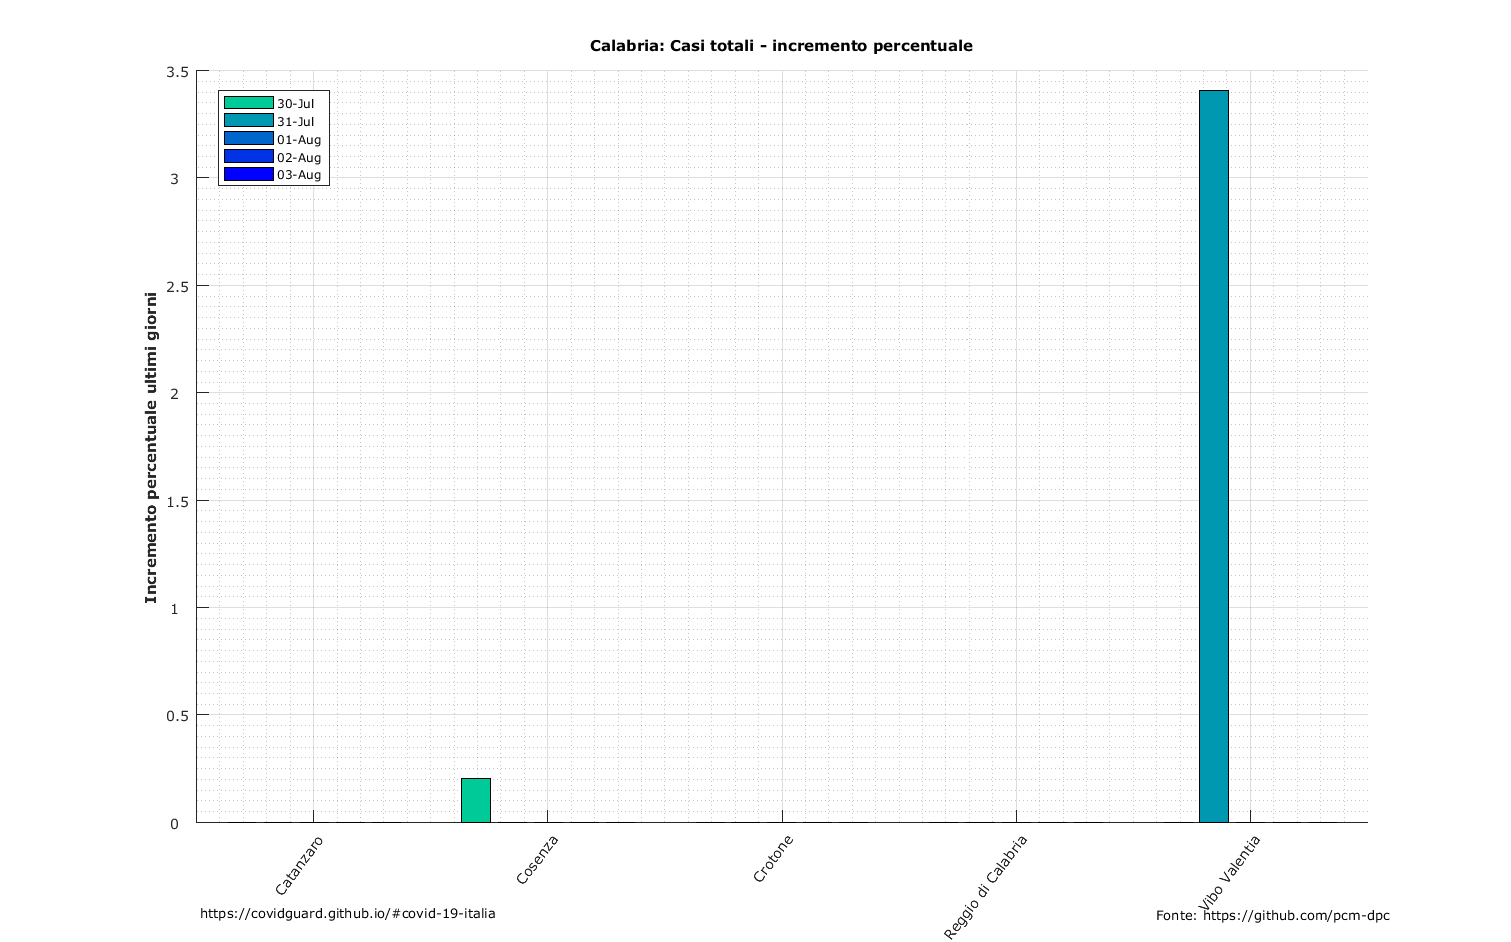 Calabria: Casi totali - incremento percentuale
3.5
3
2.5
2
1.5
1
0.5
0
Incremento percentuale ultimi giorni
30-Jul
31-Jul
01-Aug
02-Aug
03-Aug
Catanzaro
Cosenza
Crotone
Reggio di Calabria
Vibo Valentia
https://covidguard.github.io/#covid-19-italia
Fonte: https://github.com/pcm-dpc